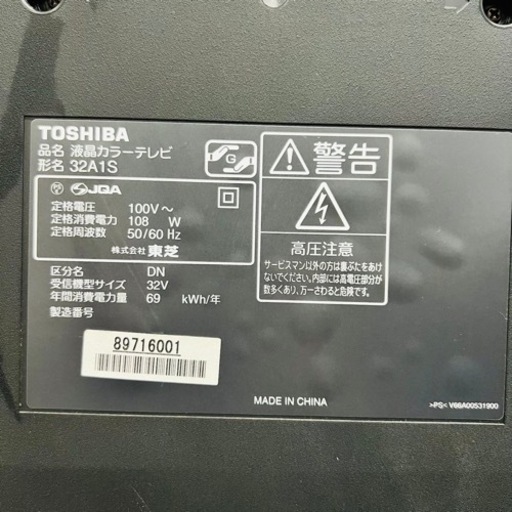 TOSHIBA
品名 液晶カラーテレビ
形名 32A1S
G
JQA
定格電圧 100V～
定格消費電力 108 W
定格周波数 50/60 Hz
株式会社 東芝
区分名 DN
受信機型サイズ 32V
年間消費電力量 69 kWh/年
製造番号
89716001
警告
高圧注意
サービスマン以外の方は裏ぶたをあけ
ないでください。内部には高電圧部分が
数多くあり、万一さわると危険です。
MADE IN CHINA
>PS< V66A00531900